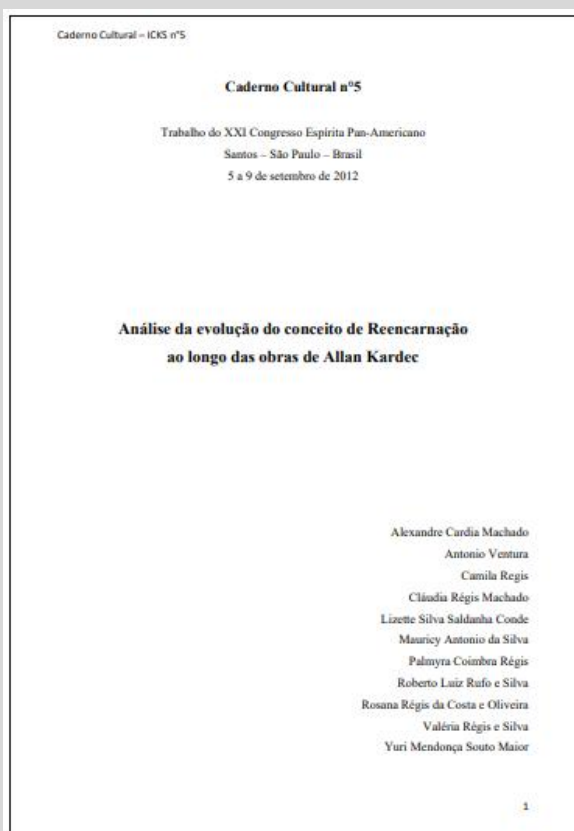 Caderno Cultural – ICKS n°5
Caderno Cultural n°5
Trabalho do XXI Congresso Espírita Pan-Americano
Santos – São Paulo – Brasil
5 a 9 de setembro de 2012
Análise da evolução do conceito de Reencarnação
ao longo das obras de Allan Kardec
Alexandre Cardia Machado
Antonio Ventura
Camila Regis
Cláudia Régis Machado
Lizette Silva Saldanha Conde
Mauricy Antonio da Silva
Palmyra Coimbra Régis
Roberto Luiz Rufo e Silva
Rosana Régis da Costa e Oliveira
Valéria Régis e Silva
Yuri Mendonça Souto Maior
1